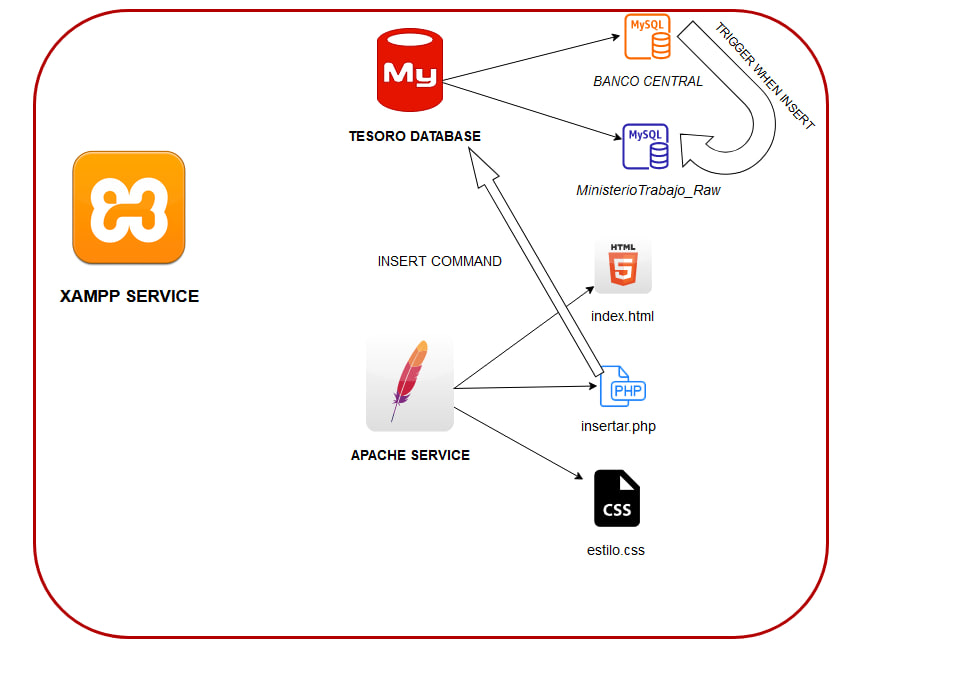 MySQL
BANCO CENTRAL
TRIGGER WHEN INSERT
My
TESORO DATABASE
MySQL
MinisterioTrabajo_Raw
XAMPP SERVICE
INSERT COMMAND
HTML
5
index.html
PHP
insertar.php
APACHE SERVICE
CSS
estilo.css